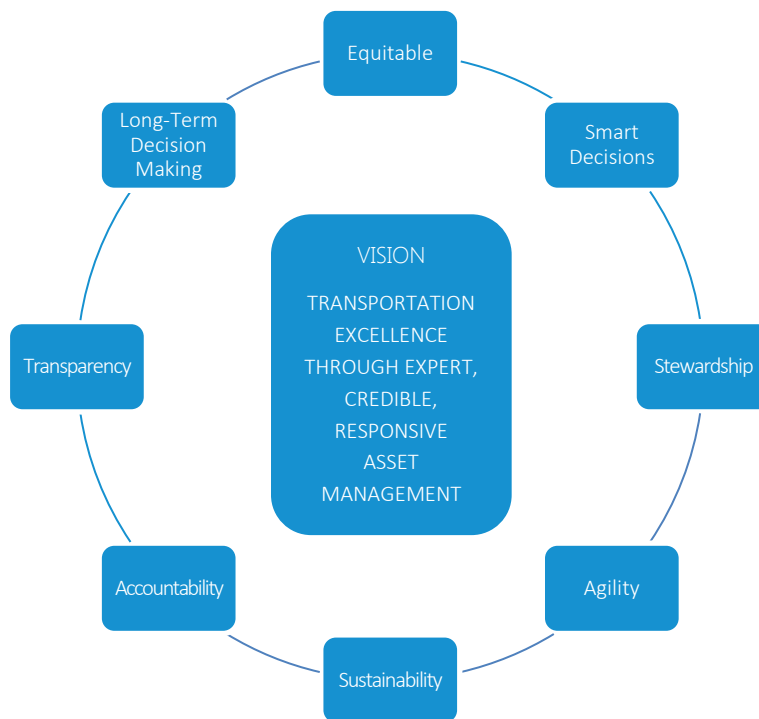 Equitable
Smart
Decisions
Stewardship
Agility
Sustainability
Accountability
Transparency
Long-Term
Decision
Making
VISION
TRANSPORTATION
EXCELLENCE
THROUGH EXPERT,
CREDIBLE,
RESPONSIVE
ASSET
MANAGEMENT